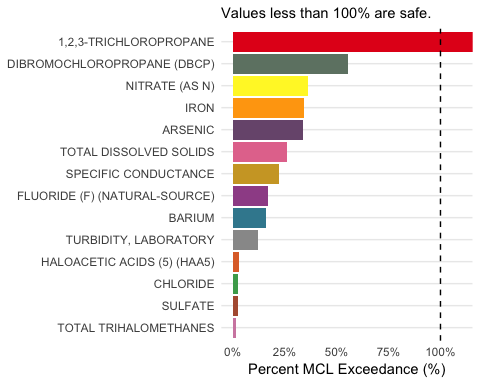 Values less than 100% are safe.
1,2,3-TRICHLOROPROPANE
DIBROMOCHLOROPROPANE (DBCP)
NITRATE (AS N)
IRON
ARSENIC
TOTAL DISSOLVED SOLIDS
SPECIFIC CONDUCTANCE
FLUORIDE (F) (NATURAL-SOURCE)
BARIUM
TURBIDITY, LABORATORY
HALOACETIC ACIDS (5) (HAA5)
CHLORIDE
SULFATE
TOTAL TRIHALOMETHANES
0% 25% 50% 75% 100%
Percent MCL Exceedance (%)